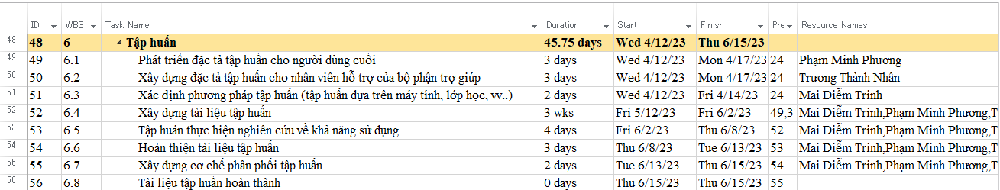 ID WBS Task Name Duration Start Finish Pre Resource Names
48 48 6 Tập huấn 45.75 days Wed 4/12/23 Thu 6/15/23
49 49 6.1 Phát triển đặc tả tập huấn cho người dùng cuối 3 days Wed 4/12/23 Mon 4/17/23 24 Phạm Minh Phương
50 50 6.2 Xây dựng đặc tả tập huấn cho nhân viên hỗ trợ của bộ phận trợ giúp 3 days Wed 4/12/23 Mon 4/17/23 24 Trương Thành Nhân
51 51 6.3 Xác định phương pháp tập huấn (tập huấn dựa trên máy tính, lớp học, vv..) 2 days Wed 4/12/23 Fri 4/14/23 24 Mai Diễm Trinh
52 52 6.4 Xây dựng tài liệu tập huấn 3 wks Fri 5/12/23 Fri 6/2/23 49,3 Mai Diễm Trinh,Phạm Minh Phương,T
53 53 6.5 Tập huán thực hiện nghiên cứu về khả năng sử dụng 4 days Fri 6/2/23 Thu 6/8/23 52 Mai Diễm Trinh,Phạm Minh Phương,T
54 54 6.6 Hoàn thiện tài liệu tập huấn 3 days Thu 6/8/23 Tue 6/13/23 53 Mai Diễm Trinh,Phạm Minh Phương,T
55 55 6.7 Xây dựng cơ chế phân phối tập huấn 2 days Tue 6/13/23 Thu 6/15/23 54 Mai Diễm Trinh,Phạm Minh Phương,T
56 56 6.8 Tài liệu tập huấn hoàn thành 0 days Thu 6/15/23 Thu 6/15/23 55